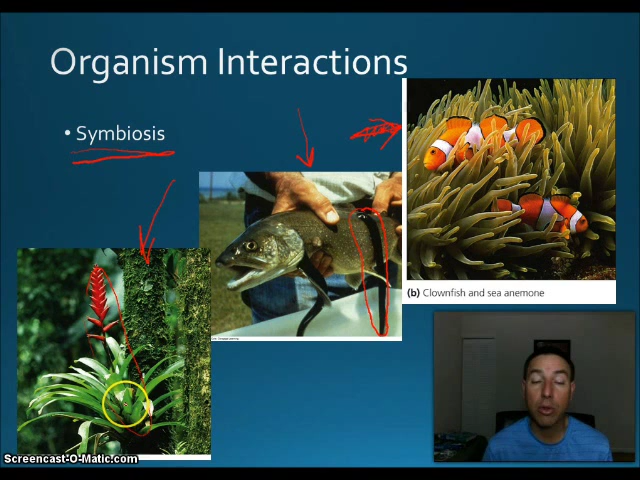 Organism Interactions
• Symbiosis
(b) Clownfish and sea anemone
Screencast-O-Matic.com